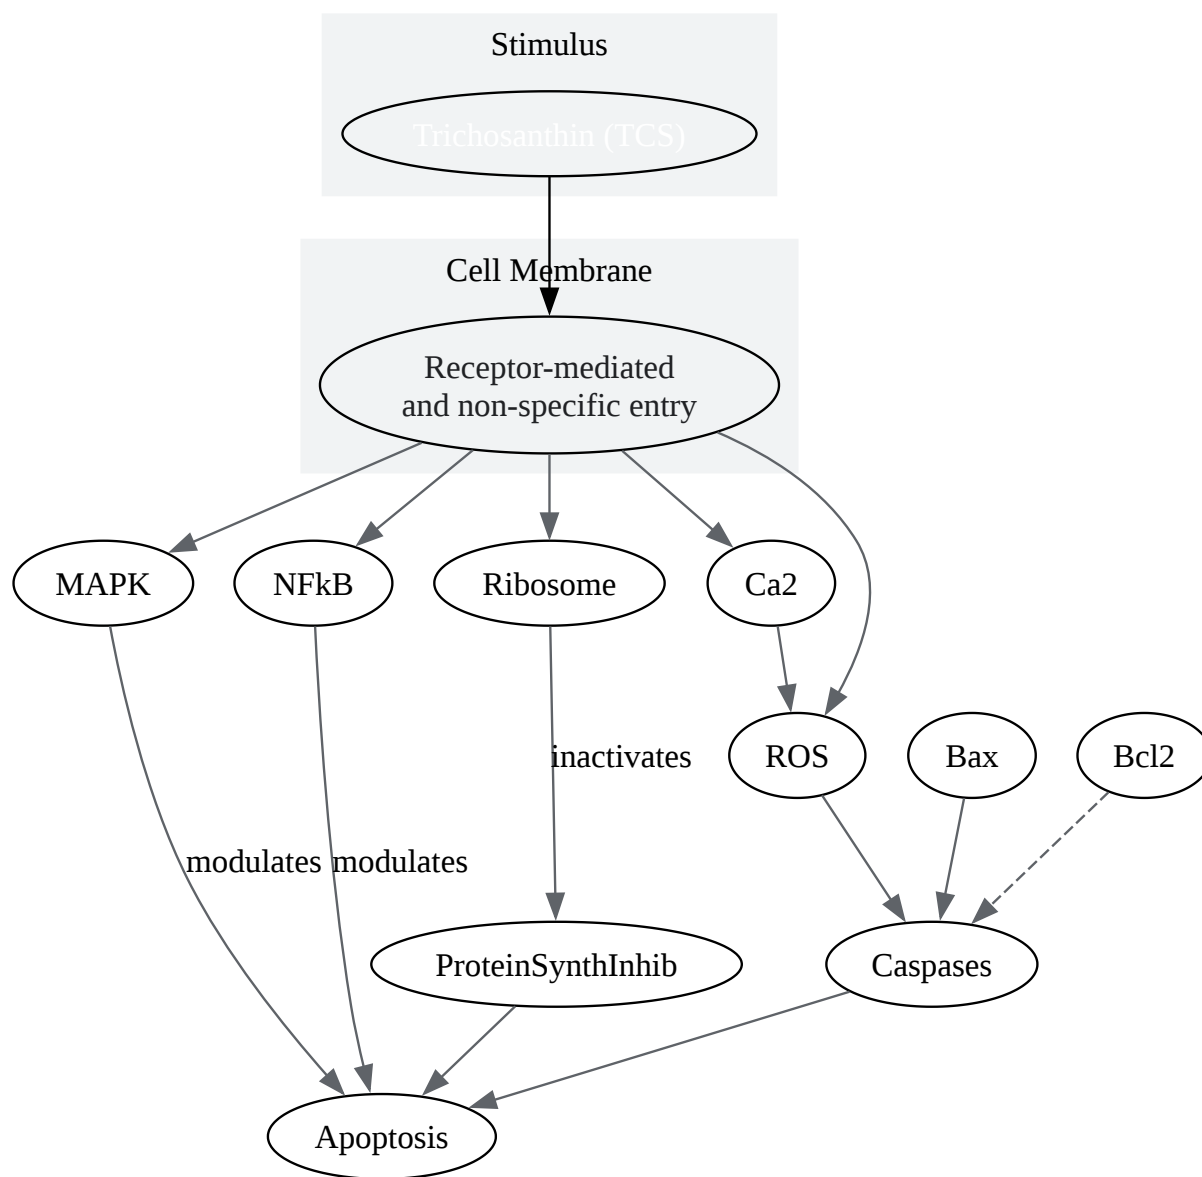 Stimulus
Trichosanthin (TCS)
Cell Membrane
Receptor-mediated
and non-specific entry
MAPK
NFkB
Ribosome
Ca2
inactivates
ROS
Bax
Bcl2
modulates
modulates
ProteinSynthInhib
Caspases
Apoptosis